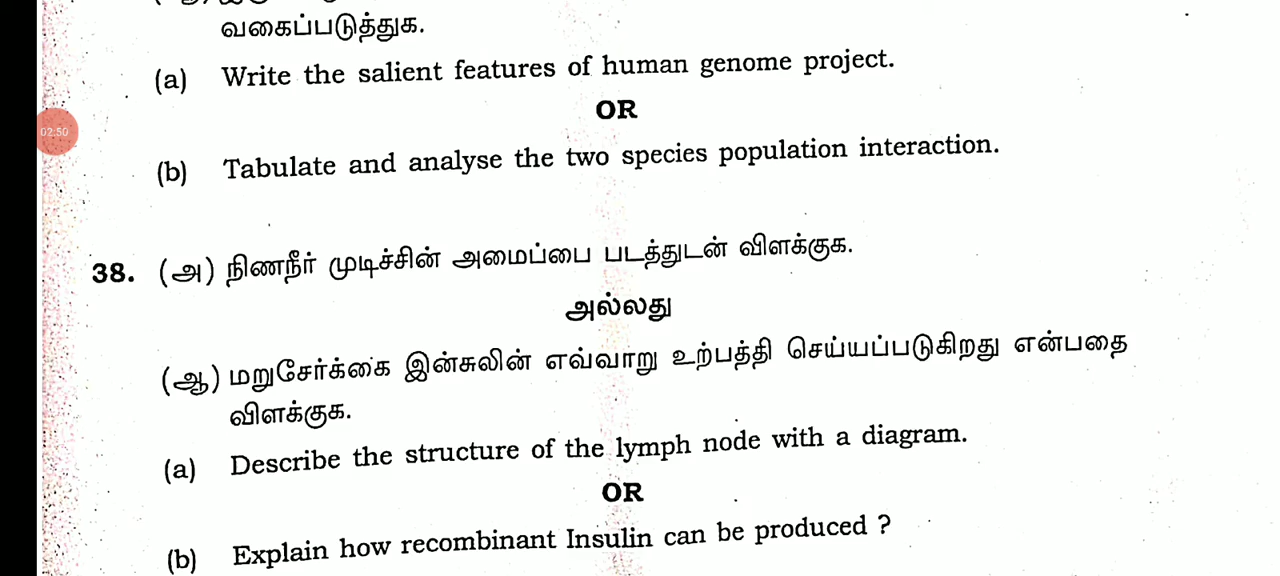 வகைப்படுத்துக.
(a) Write the salient features of human genome project.
OR
02:50
(b) Tabulate and analyse the two species population interaction.
38. (அ) நிணநீர் முடிச்சின் அமைப்பை படத்துடன் விளக்குக.
அல்லது
(ஆ) மறுசேர்க்கை இன்சுலின் எவ்வாறு உற்பத்தி செய்யப்படுகிறது என்பதை
விளக்குக.
(a) Describe the structure of the lymph node with a diagram.
OR
(b) Explain how recombinant Insulin can be produced ?